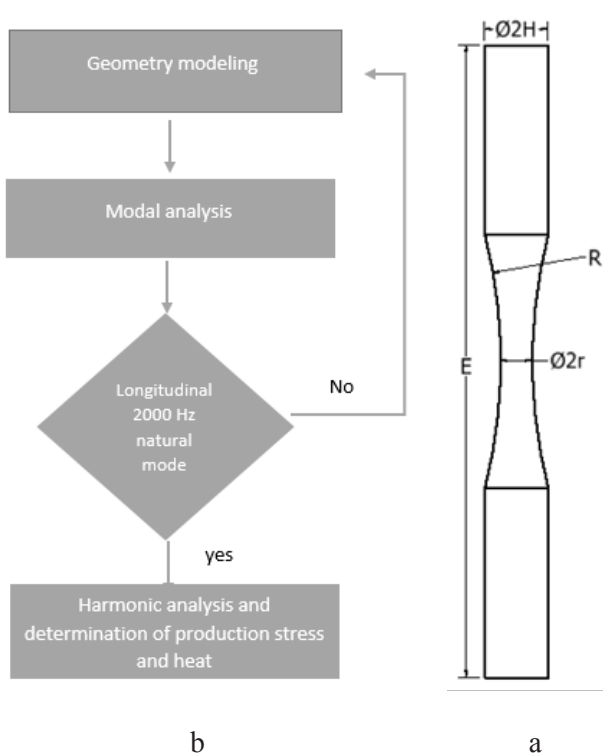 Geometry modeling
Modal analysis
Longitudinal
2000 Hz
natural
mode
No
yes
Harmonic analysis and
determination of production stress
and heat
b
Ø2H
R
E
Ø2r
a